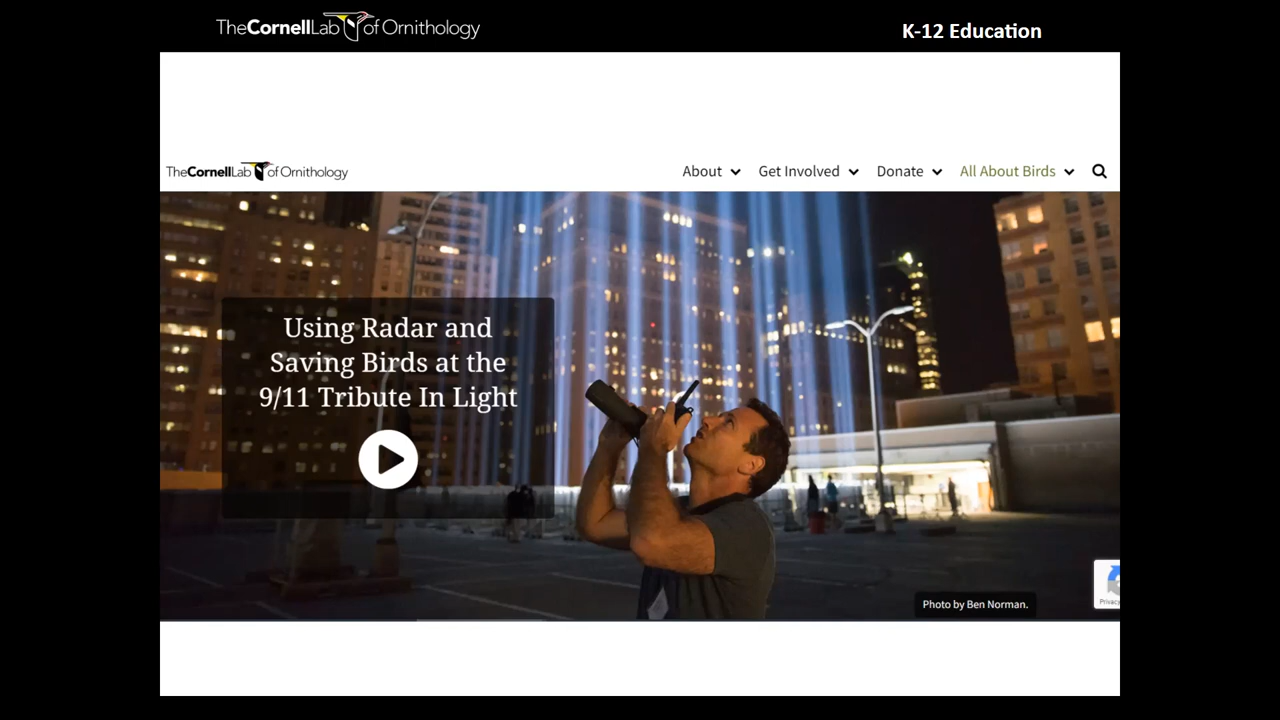 TheCornellLab of Ornithology
K-12 Education
TheCornellLab of Ornithology
About
Get Involved
Donate
All About Birds
Using Radar and
Saving Birds at the
9/11 Tribute In Light
Photo by Ben Norman.
Privacy